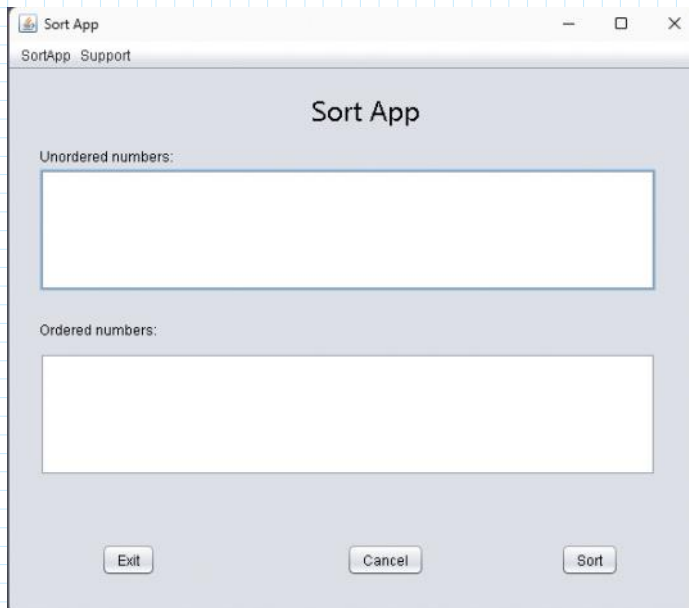 Sort App
SortApp Support
Sort App
Unordered numbers:
Ordered numbers:
Exit Cancel Sort